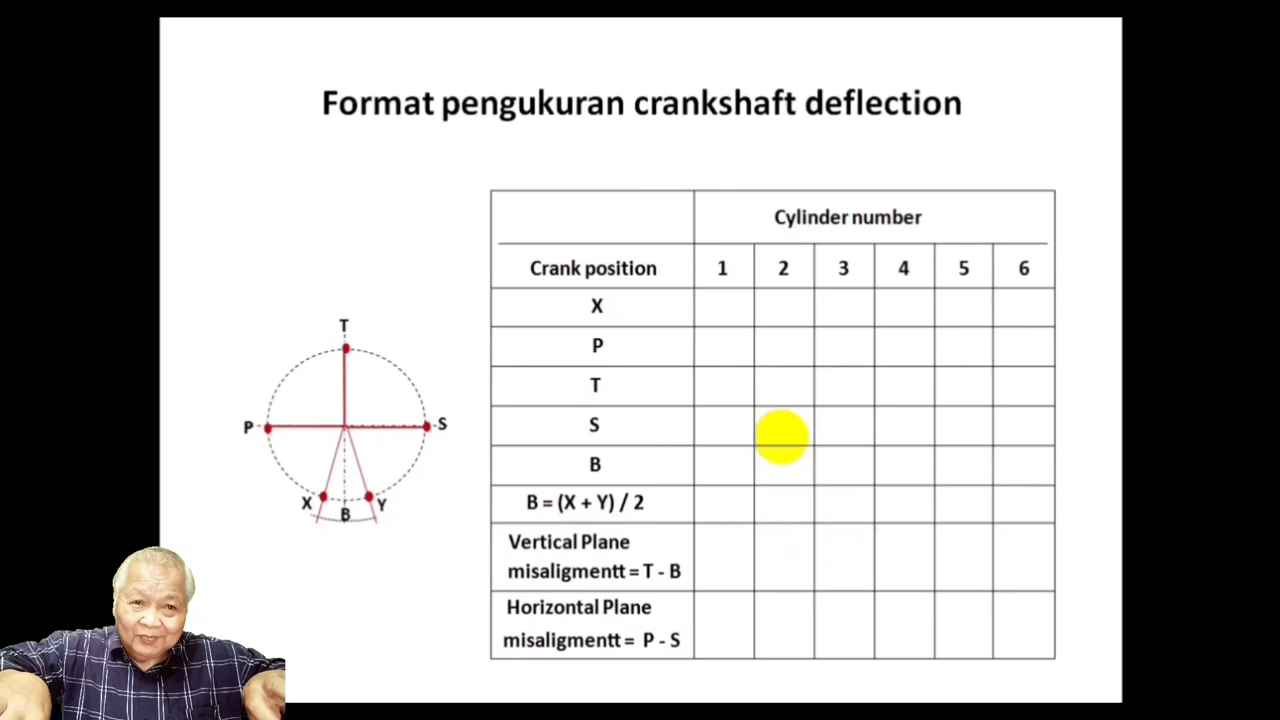 Format pengukuran crankshaft deflection
Cylinder number
Crank position 1 2 3 4 5 6
X
P
T
S
B
B = (X + Y) / 2
Vertical Plane
misaligmentt = T - B
Horizontal Plane
misaligmentt = P - S
T
P S
X Y
B